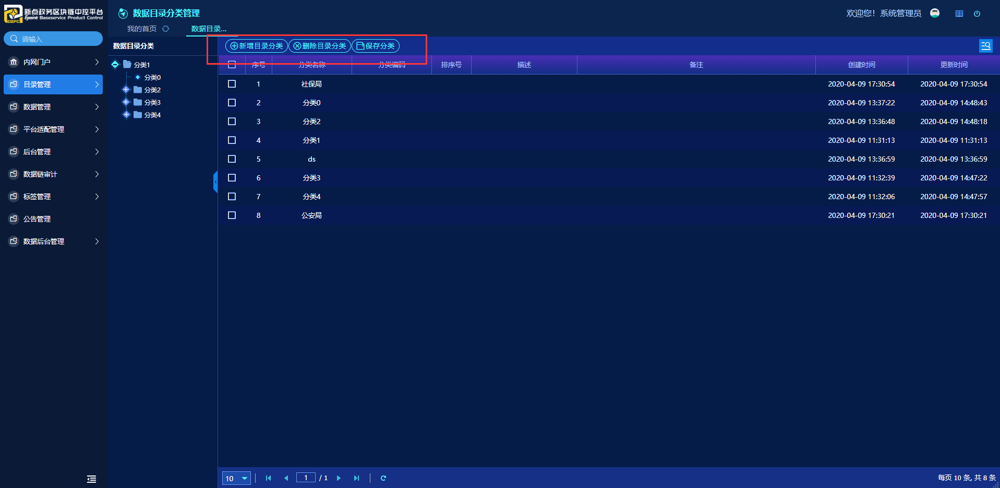 新点政务区块链中控平台
Epoint Baseservice Product Control
EBPC
请输入
内网门户
目录管理
数据管理
平台适配管理
后台管理
数据链审计
标签管理
公告管理
数据后台管理
数据目录分类管理
欢迎您！系统管理员
我的首页
数据目录...
数据目录分类
分类1
分类0
分类2
分类3
分类4
新增目录分类 删除目录分类 保存分类
序号 分类名称 分类编码 排序号 描述 备注 创建时间 更新时间
1 社保局 2020-04-09 17:30:54 2020-04-09 17:30:54
2 分类0 2020-04-09 13:37:22 2020-04-09 14:48:43
3 分类2 2020-04-09 13:36:48 2020-04-09 14:48:18
4 分类1 2020-04-09 11:31:13 2020-04-09 11:31:13
5 ds 2020-04-09 13:36:59 2020-04-09 13:36:59
6 分类3 2020-04-09 11:32:39 2020-04-09 14:47:22
7 分类4 2020-04-09 11:32:06 2020-04-09 14:47:57
8 公安局 2020-04-09 17:30:21 2020-04-09 17:30:21
10 1 / 1 每页 10 条, 共 8 条